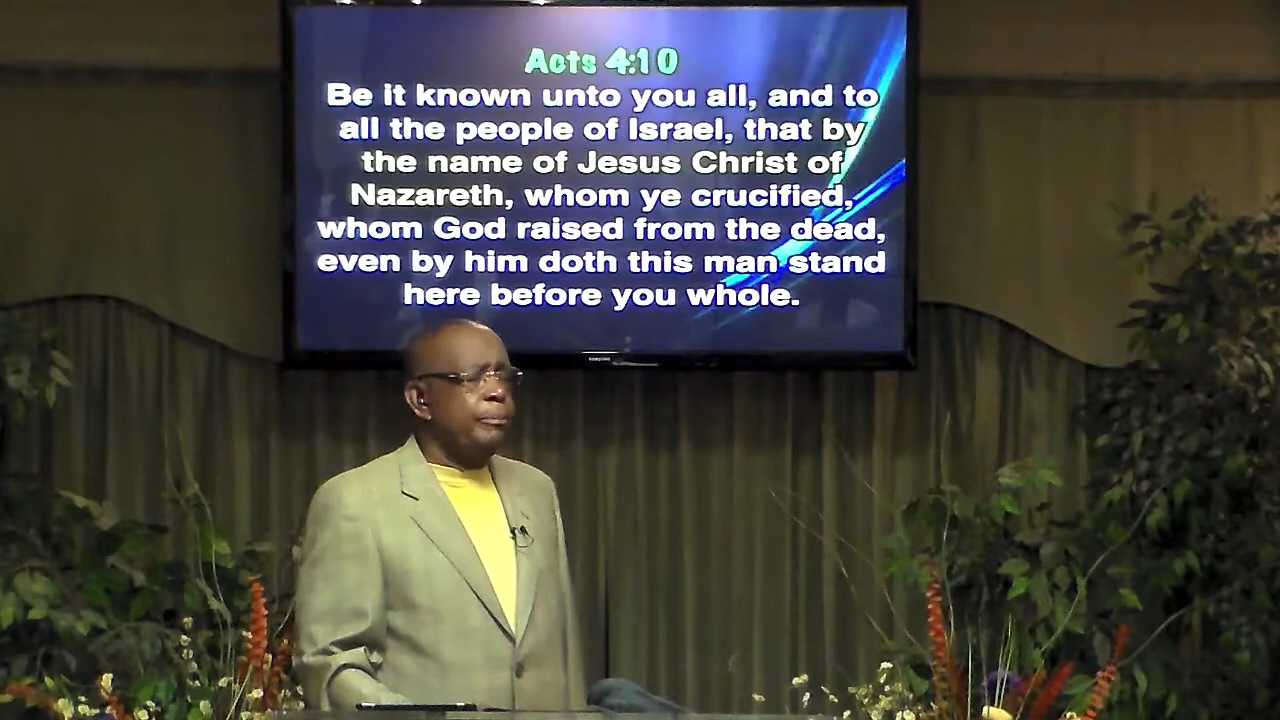 Acts 4:10
Be it known unto you all, and to
all the people of Israel, that by
the name of Jesus Christ of
Nazareth, whom ye crucified,
whom God raised from the dead,
even by him doth this man stand
here before you whole.
SAMSUNG